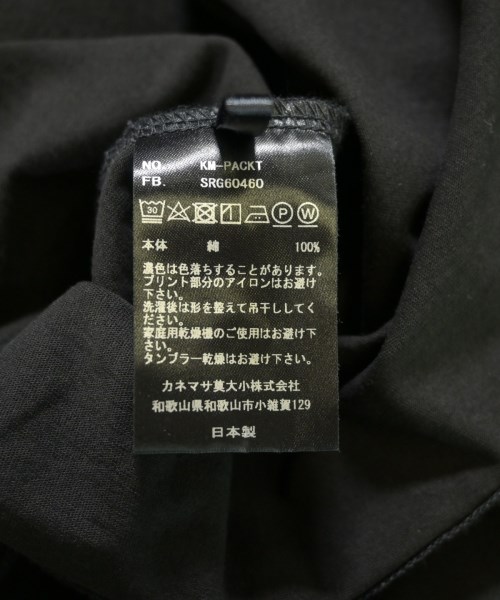 NO. KM-PACKT
FB. SRG60460
30 P W
本体 綿 100%
濃色は色落ちすることがあります。
プリント部分のアイロンはお避け
下さい。
洗濯後は形を整えて吊干ししてく
ださい。
家庭用乾燥機のご使用はお避け下
さい。
タンブラー乾燥はお避け下さい。
カネマサ莫大小株式会社
和歌山県和歌山市小雑賀129
日本製